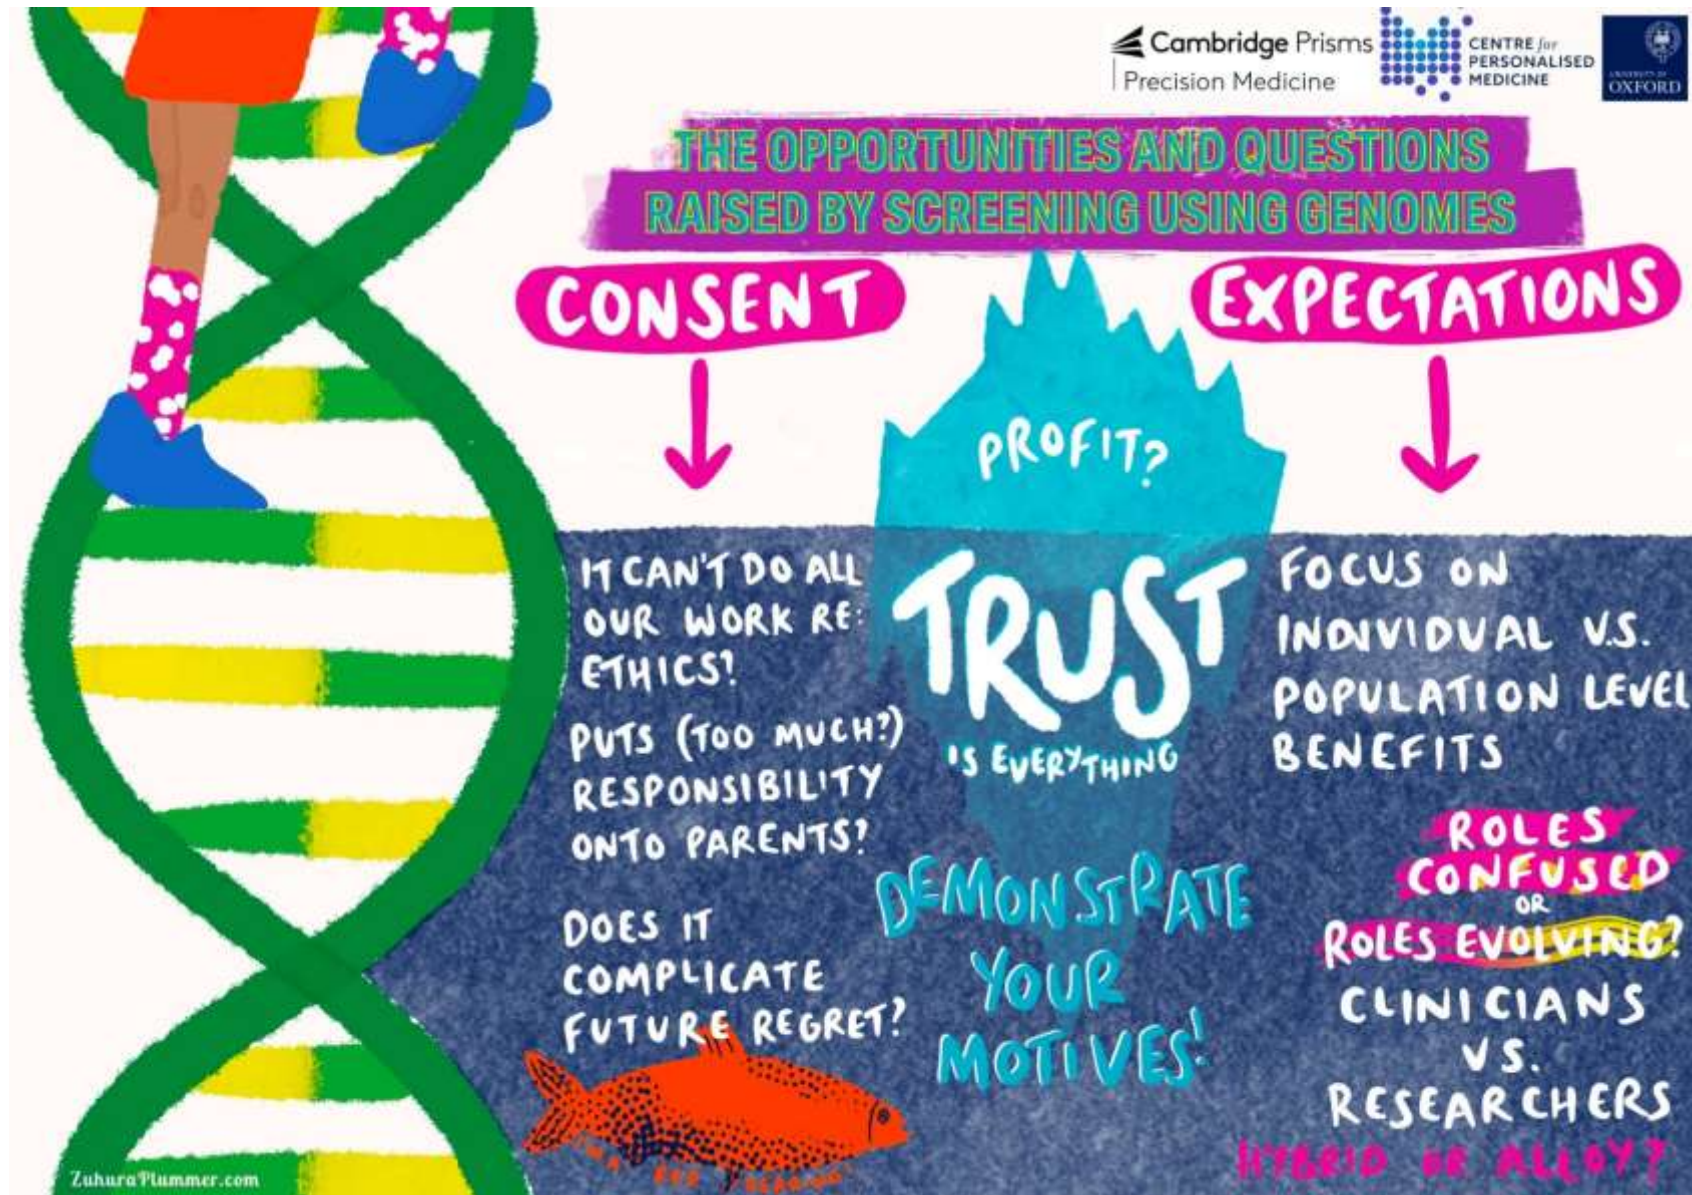 Cambridge Prisms
Precision Medicine
CENTRE for
PERSONALISED
MEDICINE
UNIVERSITY OF
OXFORD
THE OPPORTUNITIES AND QUESTIONS
RAISED BY SCREENING USING GENOMES
CONSENT
IT CAN'T DO ALL
OUR WORK RE:
ETHICS?
PUTS (TOO MUCH?)
RESPONSIBILITY
ONTO PARENTS?
DOES IT
COMPLICATE
FUTURE REGRET?
PROFIT?
TRUST
IS EVERYTHING
DEMONSTRATE
YOUR
MOTIVES!
EXPECTATIONS
FOCUS ON
INDIVIDUAL V.S.
POPULATION LEVEL
BENEFITS
ROLES
CONFUSED
OR
ROLES EVOLVING?
CLINICIANS
VS.
RESEARCHERS
HYBRID OR ALLOY?
RED
ZuhuraPlummer.com